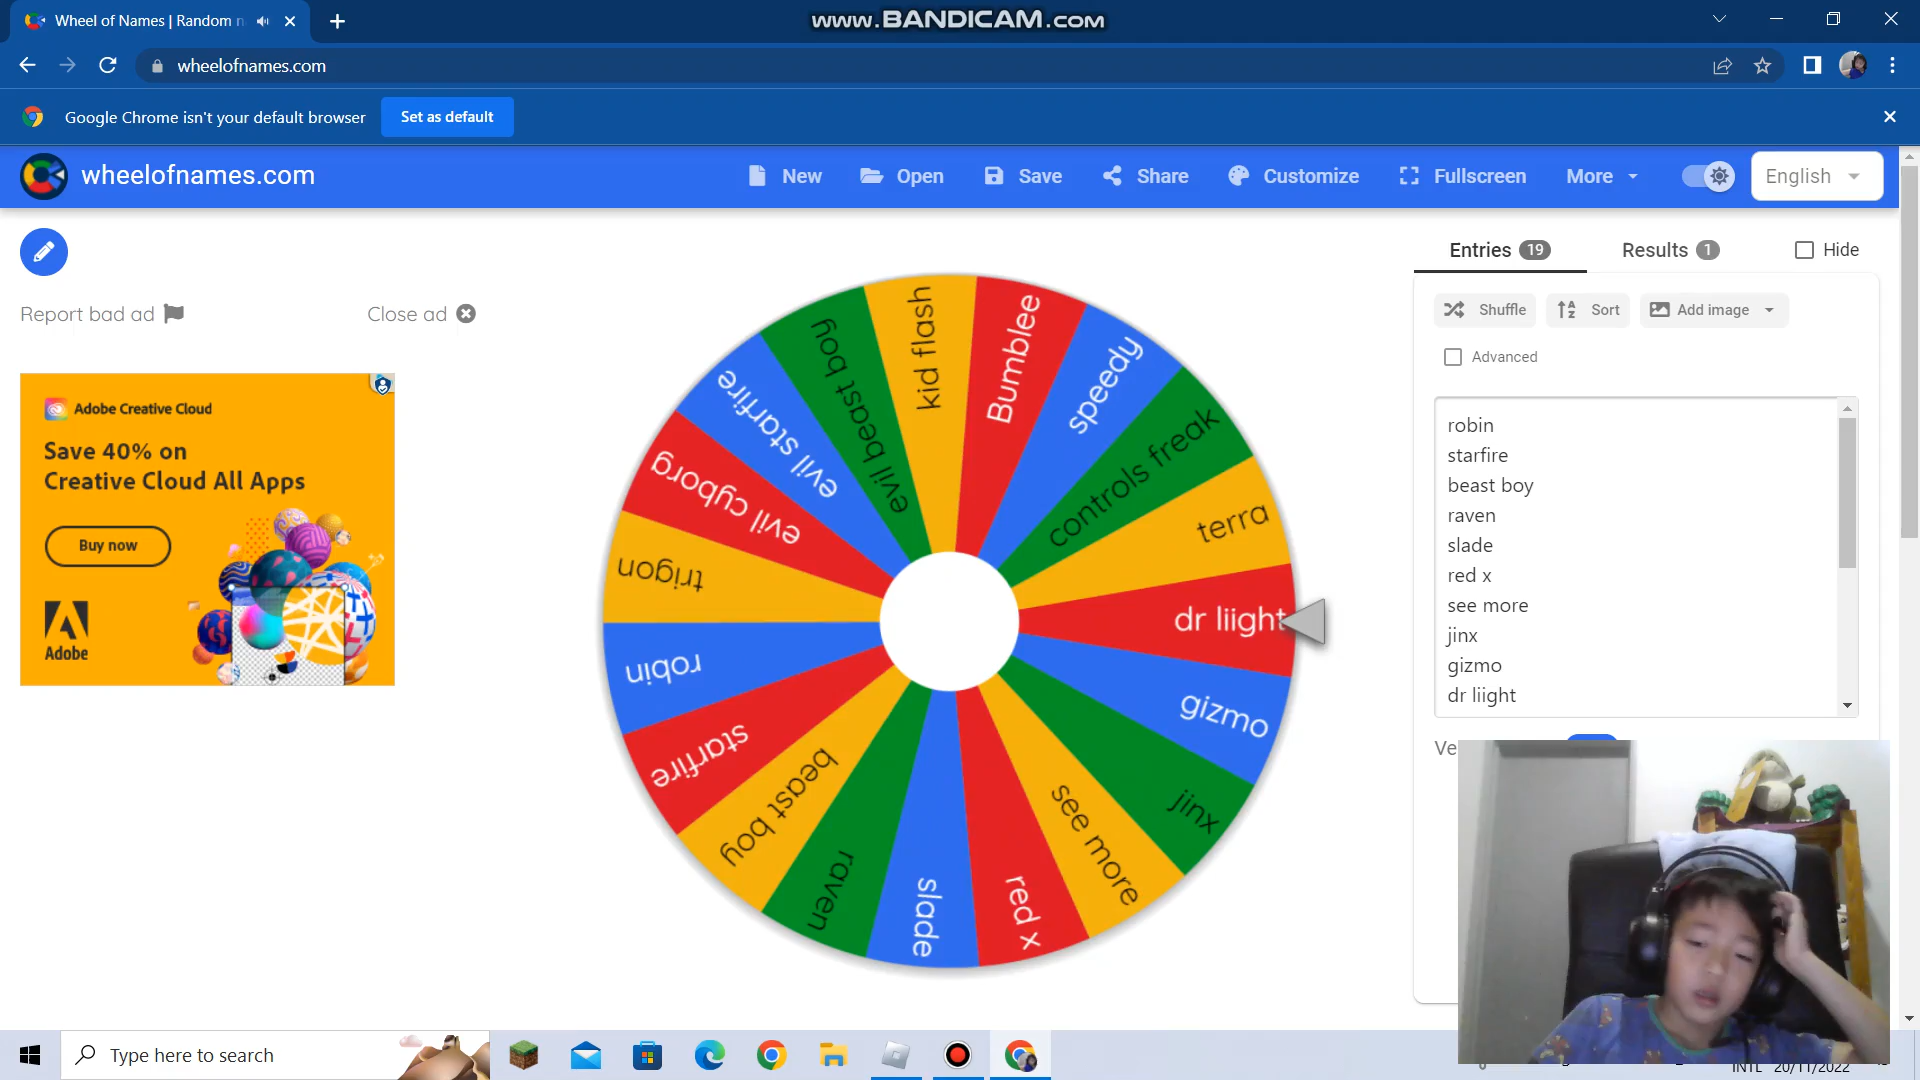 Wheel of Names | Random n
www.BANDICAM.com
wheelofnames.com
Google Chrome isn't your default browser
Set as default
wheelofnames.com
New
Open
Save
Share
Customize
Fullscreen
More
English
Report bad ad
Close ad
Adobe Creative Cloud
Save 40% on
Creative Cloud All Apps
Buy now
Adobe
kid flash
Bumblee
speedy
controls freak
terra
dr liight
gizmo
jinx
see more
red x
slade
raven
beast boy
starfire
robin
trigon
evil cyborg
evil starfire
evil beast boy
Entries 19
Results 1
Hide
Shuffle
Sort
Add image
Advanced
robin
starfire
beast boy
raven
slade
red x
see more
jinx
gizmo
dr liight
Ve
Type here to search
INTL 20/11/2022